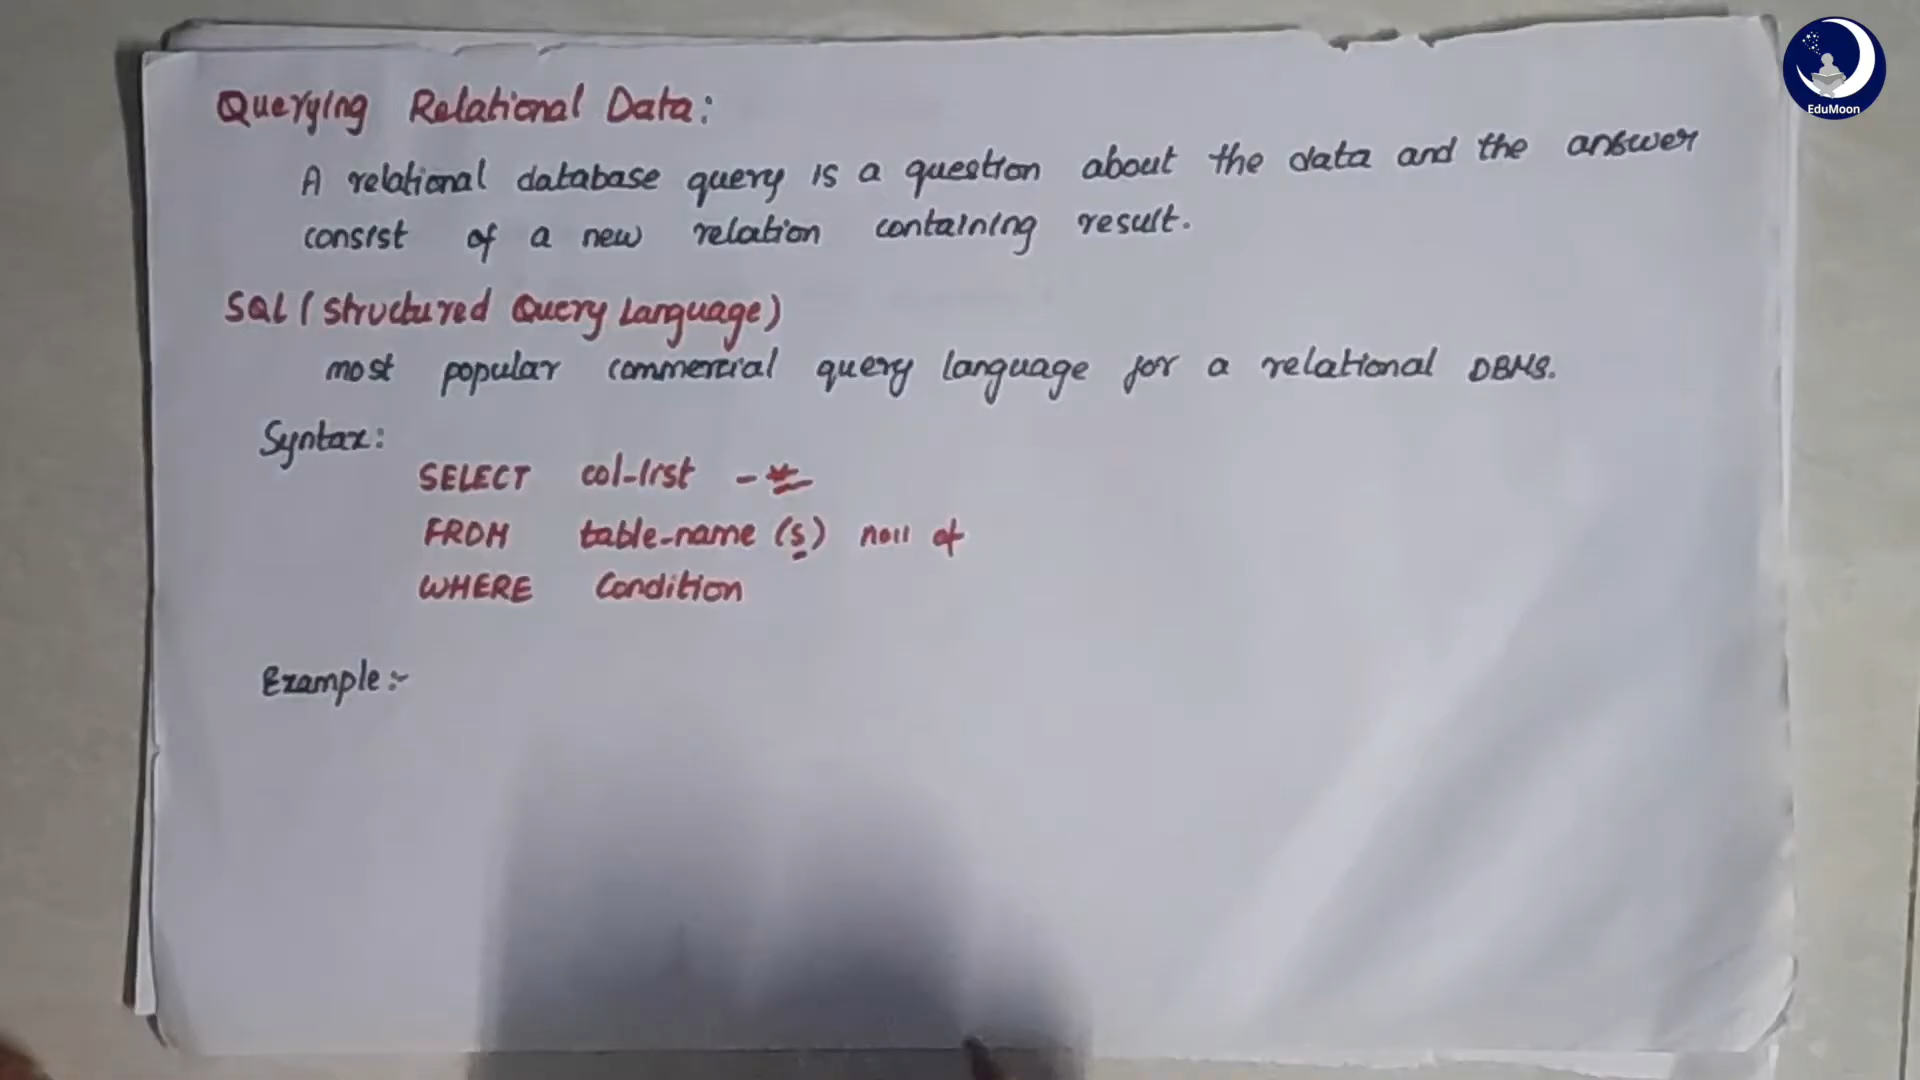 Querying Relational Data:
A relational database query is a question about the data and the answer
consist of a new relation containing result.
SQL (Structured Query Language)
most popular commercial query language for a relational DBMS.
Syntax:
SELECT col-list - *
FROM table-name (s) of
WHERE Condition
Example:-
EduMoon